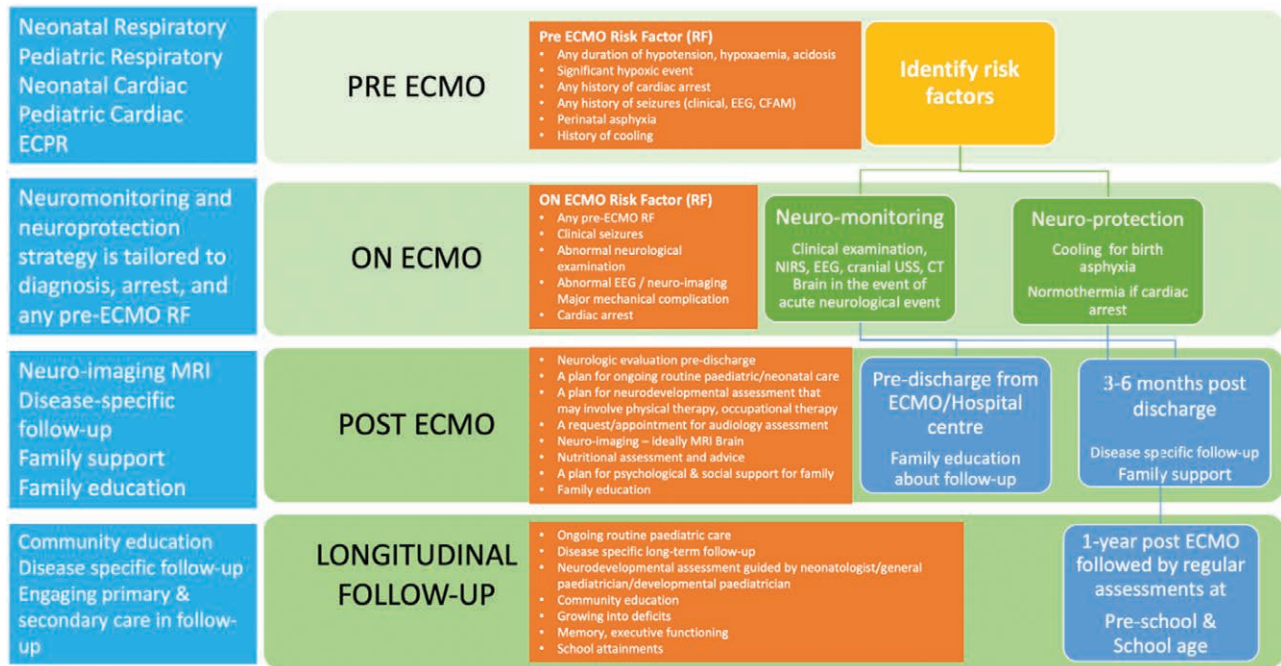 Neonatal Respiratory
Pediatric Respiratory
Neonatal Cardiac
Pediatric Cardiac
ECPR
PRE ECMO
Pre ECMO Risk Factor (RF)
• Any duration of hypotension, hypoxaemia, acidosis
• Significant hypoxic event
• Any history of cardiac arrest
• Any history of seizures (clinical, EEG, CFAM)
• Perinatal asphyxia
• History of cooling
Identify risk
factors
Neuromonitoring and
neuroprotection
strategy is tailored to
diagnosis, arrest, and
any pre-ECMO RF
ON ECMO
ON ECMO Risk Factor (RF)
• Any pre-ECMO RF
• Clinical seizures
• Abnormal neurological
examination
• Abnormal EEG / neuro-imaging
Major mechanical complication
• Cardiac arrest
Neuro-monitoring
Clinical examination,
NIRS, EEG, cranial USS, CT
Brain in the event of
acute neurological event
Neuro-protection
Cooling for birth
asphyxia
Normothermia if cardiac
arrest
Neuro-imaging MRI
Disease-specific
follow-up
Family support
Family education
POST ECMO
• Neurologic evaluation pre-discharge
• A plan for ongoing routine paediatric/neonatal care
• A plan for neurodevelopmental assessment that
may involve physical therapy, occupational therapy
• A request/appointment for audiology assessment
• Neuro-imaging – ideally MRI Brain
• Nutritional assessment and advice
• A plan for psychological & social support for family
• Family education
Pre-discharge from
ECMO/Hospital
centre
Family education
about follow-up
3-6 months post
discharge
Disease specific follow-up
Family support
Community education
Disease specific follow-up
Engaging primary &
secondary care in follow-
up
LONGITUDINAL
FOLLOW-UP
• Ongoing routine paediatric care
• Disease specific long-term follow-up
• Neurodevelopmental assessment guided by neonatologist/general
paediatrician/developmental paediatrician
• Community education
• Growing into deficits
• Memory, executive functioning
• School attainments
1-year post ECMO
followed by regular
assessments at
Pre-school &
School age